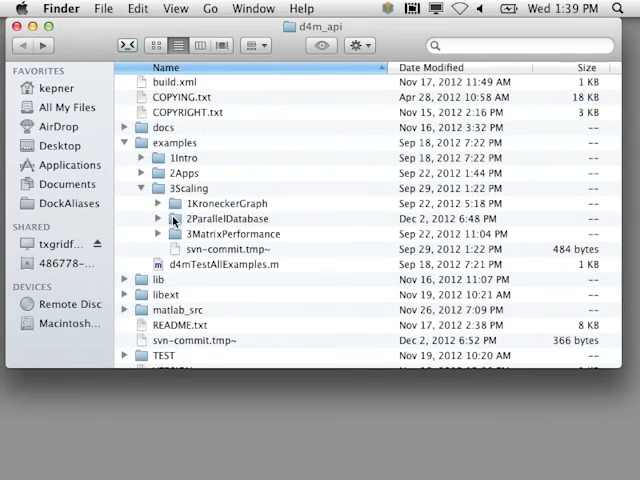 Finder File Edit View Go Window Help Wed 1:39 PM
d4m_api
Name Date Modified Size
FAVORITES
kepner
All My Files
AirDrop
Desktop
Applications
Documents
DockAliases
SHARED
txgridf...
486778-...
DEVICES
Remote Disc
Macintosh...
build.xml Nov 17, 2012 11:49 AM 1 KB
COPYING.txt Apr 28, 2012 10:58 AM 18 KB
COPYRIGHT.txt Nov 15, 2012 2:16 PM 3 KB
docs Nov 16, 2012 3:32 PM --
examples Sep 18, 2012 7:22 PM --
1Intro Sep 18, 2012 7:22 PM --
2Apps Sep 22, 2012 1:44 PM --
3Scaling Sep 29, 2012 1:22 PM --
1KroneckerGraph Sep 22, 2012 5:18 PM --
2ParallelDatabase Dec 2, 2012 6:48 PM --
3MatrixPerformance Sep 22, 2012 11:04 PM --
svn-commit.tmp~ Sep 29, 2012 1:22 PM 484 bytes
d4mTestAllExamples.m Sep 18, 2012 7:21 PM 1 KB
lib Nov 16, 2012 11:07 PM --
libext Nov 19, 2012 10:21 AM --
matlab_src Nov 26, 2012 7:09 PM --
README.txt Nov 17, 2012 2:38 PM 8 KB
svn-commit.tmp~ Dec 2, 2012 6:52 PM 366 bytes
TEST Nov 19, 2012 10:20 AM --